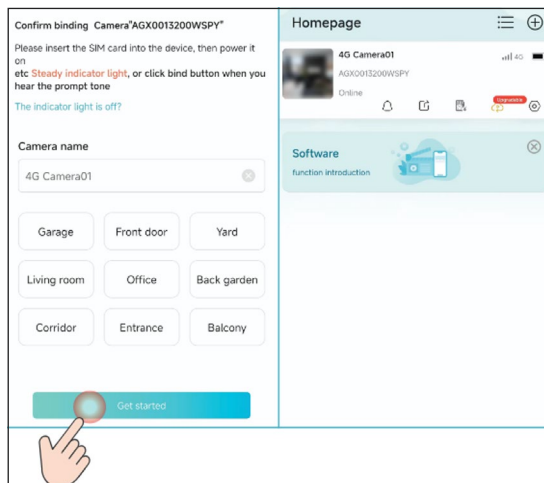 Confirm binding Camera"AGX0013200WSPY"
Please insert the SIM card into the device, then power it
on
etc Steady indicator light, or click bind button when you
hear the prompt tone
The indicator light is off?
Camera name
4G Camera01
Garage
Front door
Yard
Living room
Office
Back garden
Corridor
Entrance
Balcony
Get started
Homepage
4G Camera01
4G
AGX0013200WSPY
Online
Software
function introduction